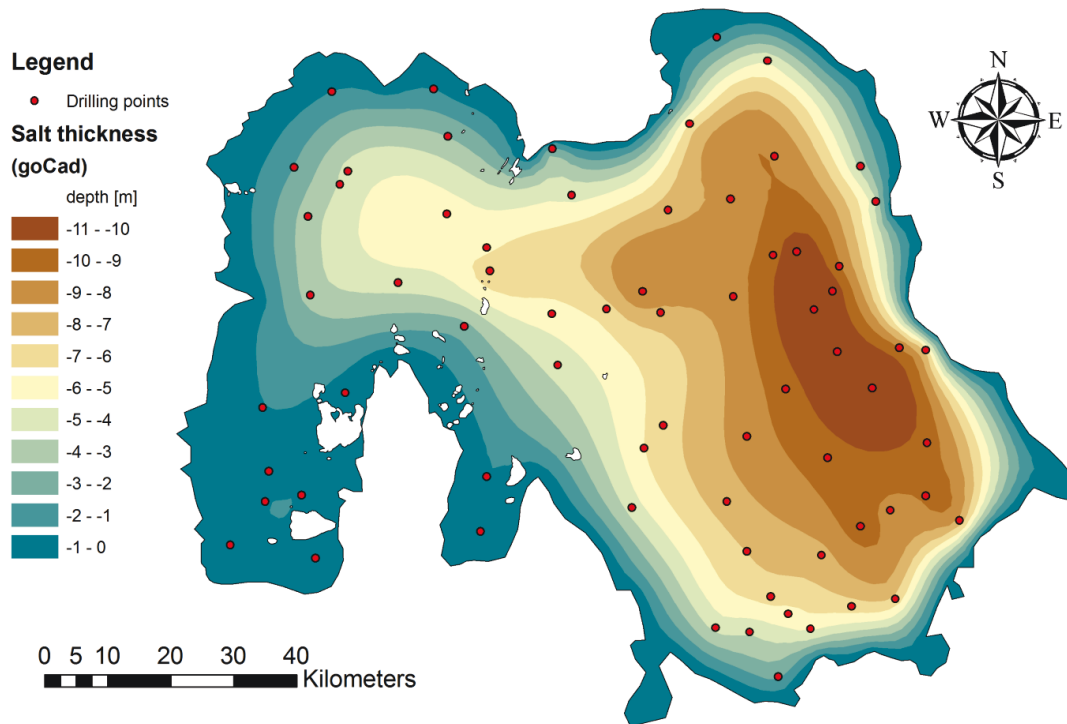 Legend
Drilling points
Salt thickness
(goCad)
depth [m]
-11 - -10
-10 - -9
-9 - -8
-8 - -7
-7 - -6
-6 - -5
-5 - -4
-4 - -3
-3 - -2
-2 - -1
-1 - 0
N
W E
S
0 5 10 20 30 40
Kilometers